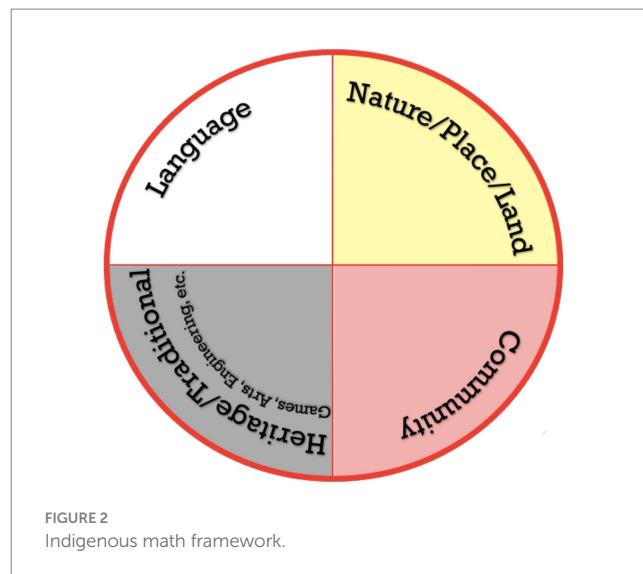 Language
Nature/Place/Land
Community
Heritage/Traditional
Games, Arts, Engineering, etc.
FIGURE 2
Indigenous math framework.